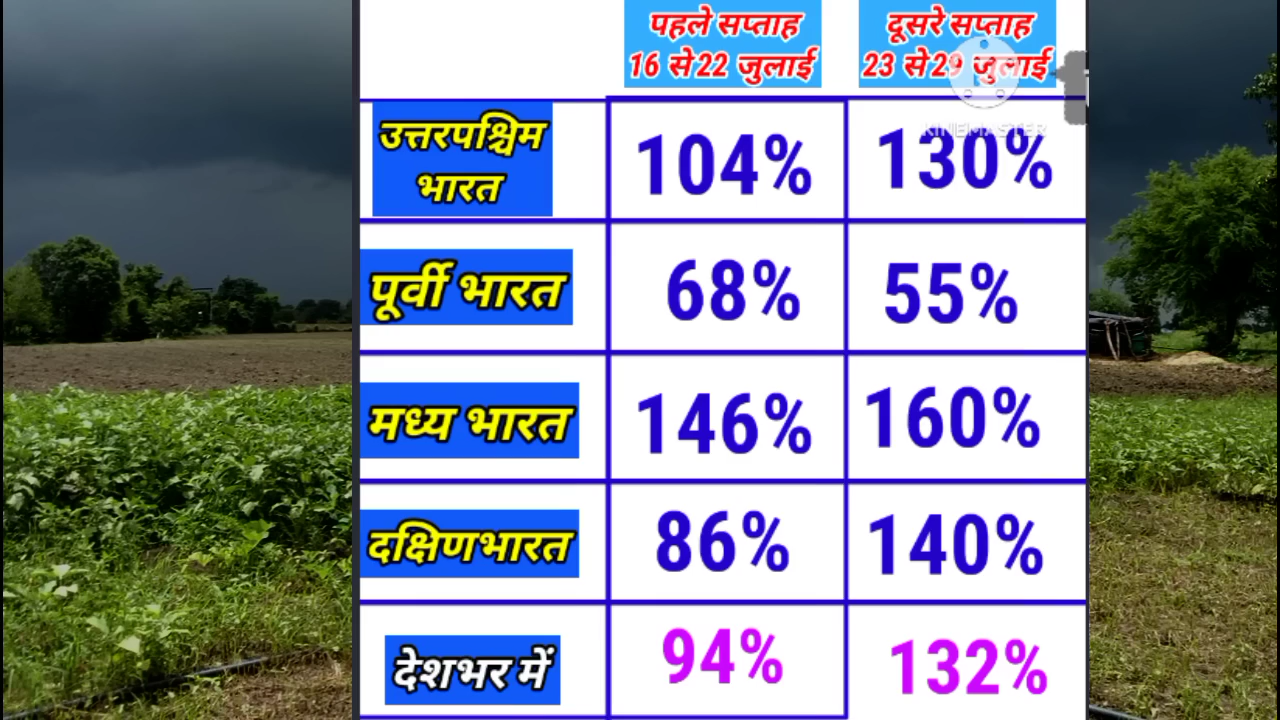 पहले सप्ताह
16 से 22 जुलाई
दूसरे सप्ताह
23 से 29 जुलाई
KINEMASTER
उत्तरपश्चिम
भारत
104%
130%
पूर्वी भारत
68%
55%
मध्य भारत
146%
160%
दक्षिणभारत
86%
140%
देशभर में
94%
132%